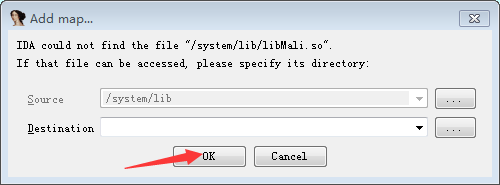 Add map...
IDA could not find the file "/system/lib/libMali.so".
If that file can be accessed, please specify its directory:
Source /system/lib ...
Destination ...
OK Cancel